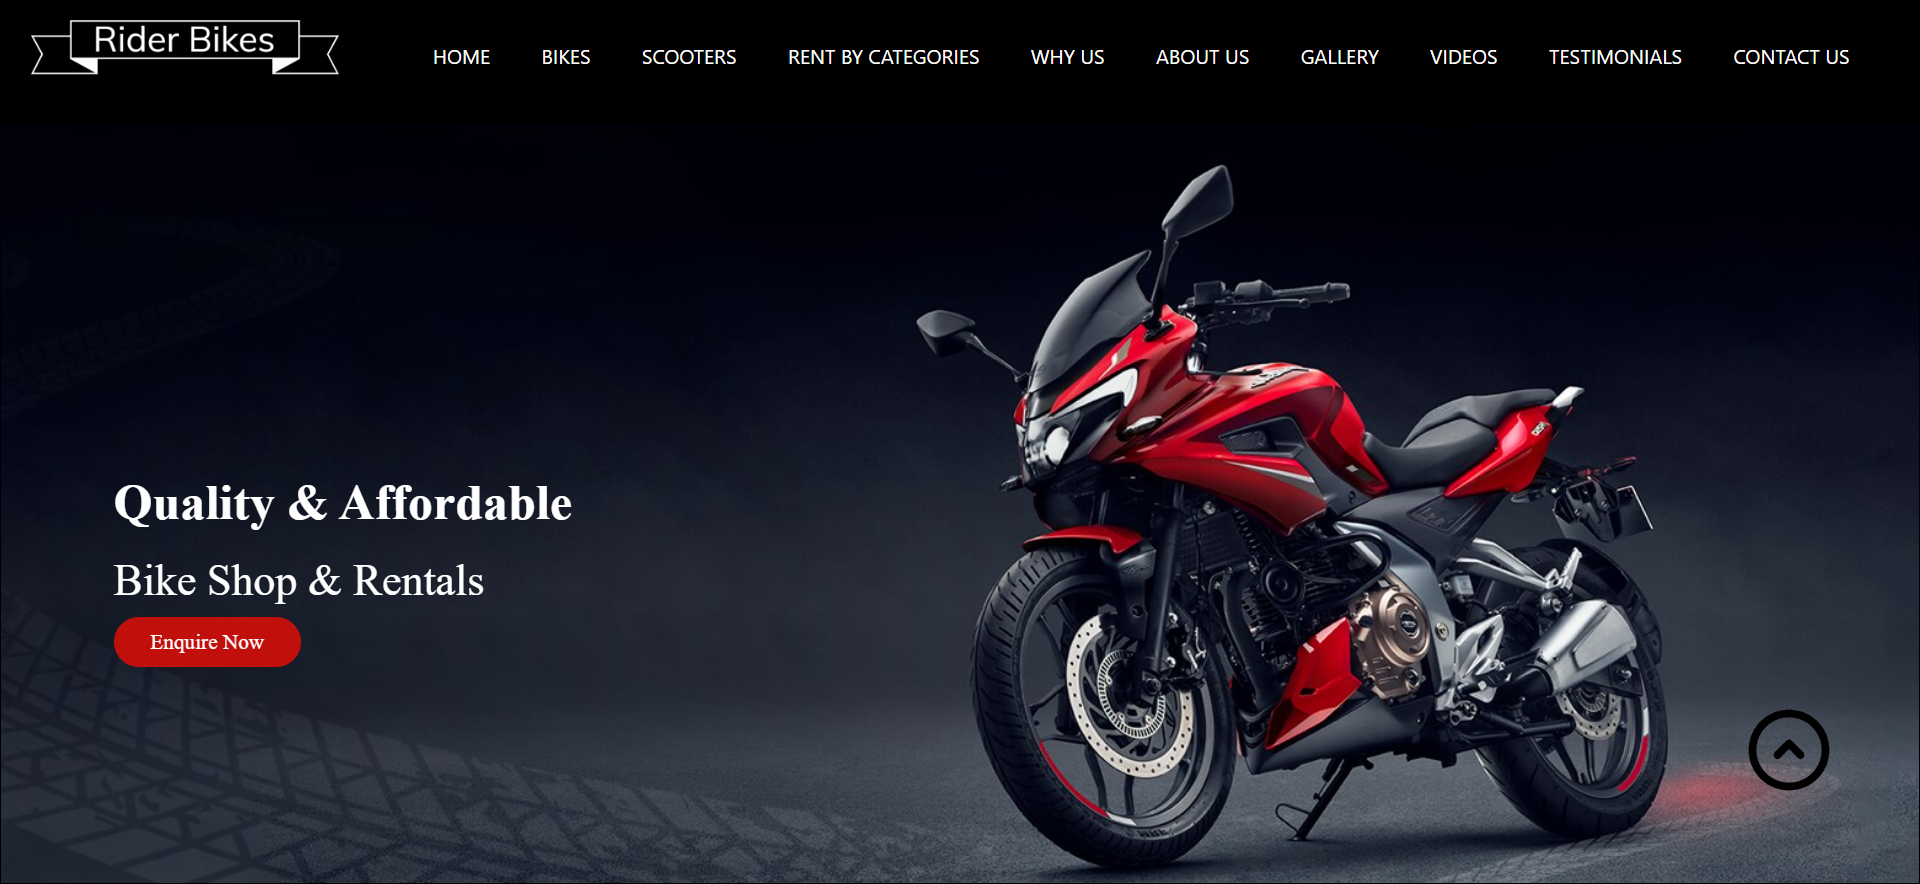 Rider Bikes
HOME BIKES SCOOTERS RENT BY CATEGORIES WHY US ABOUT US GALLERY VIDEOS TESTIMONIALS CONTACT US
Quality & Affordable
Bike Shop & Rentals
Enquire Now